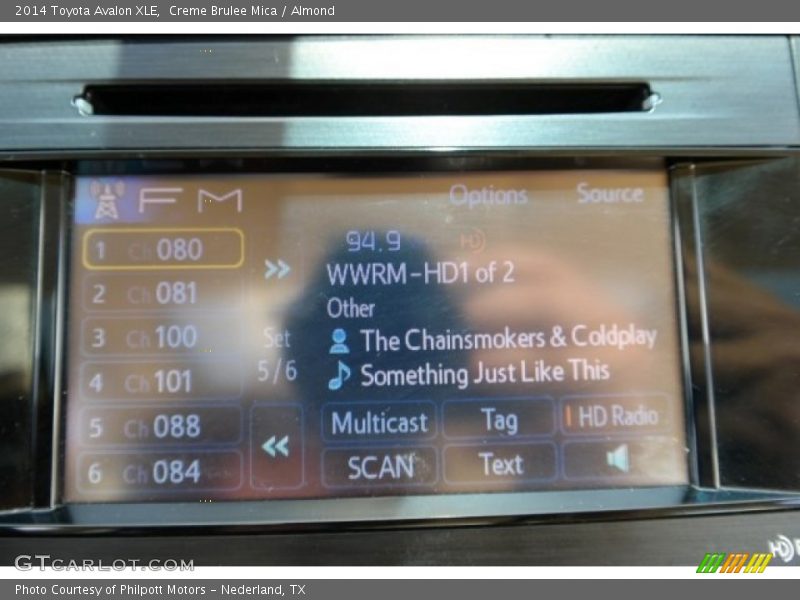 2014 Toyota Avalon XLE,  Creme Brulee Mica / Almond
FM
Options
Source
1 Ch 080
2 Ch 081
3 Ch 100
4 Ch 101
5 Ch 088
6 Ch 084
Set
5/6
94.9
WWRM-HD1 of 2
Other
The Chainsmokers & Coldplay
Something Just Like This
Multicast
Tag
HD Radio
SCAN
Text
GTCARLOT.COM
HD
Photo Courtesy of Philpott Motors - Nederland, TX